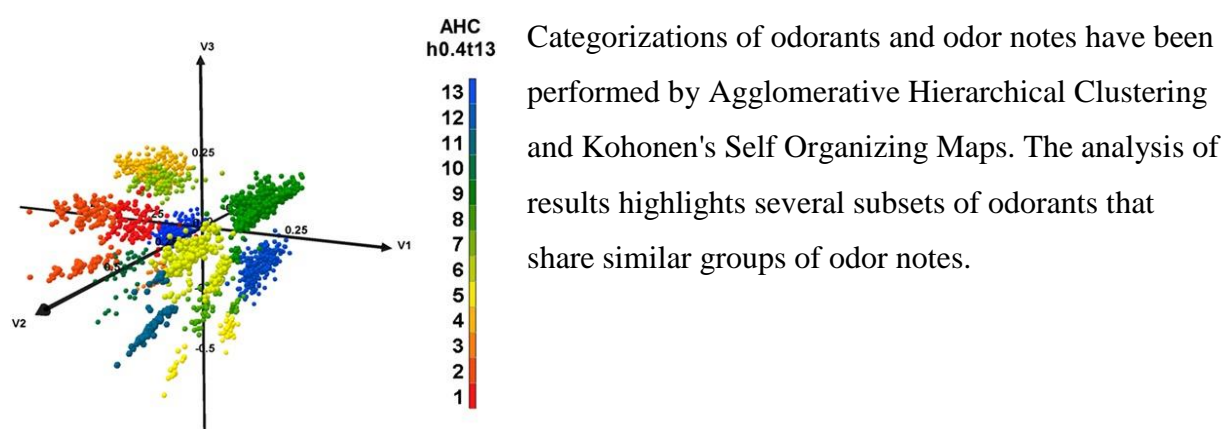 V3
0.25
25
0.25
V1
0.5
V2
-0.5
AHC
h0.4t13
13
12
11
10
9
8
7
6
5
4
3
2
1
Categorizations of odorants and odor notes have been
performed by Agglomerative Hierarchical Clustering
and Kohonen's Self Organizing Maps. The analysis of
results highlights several subsets of odorants that
share similar groups of odor notes.